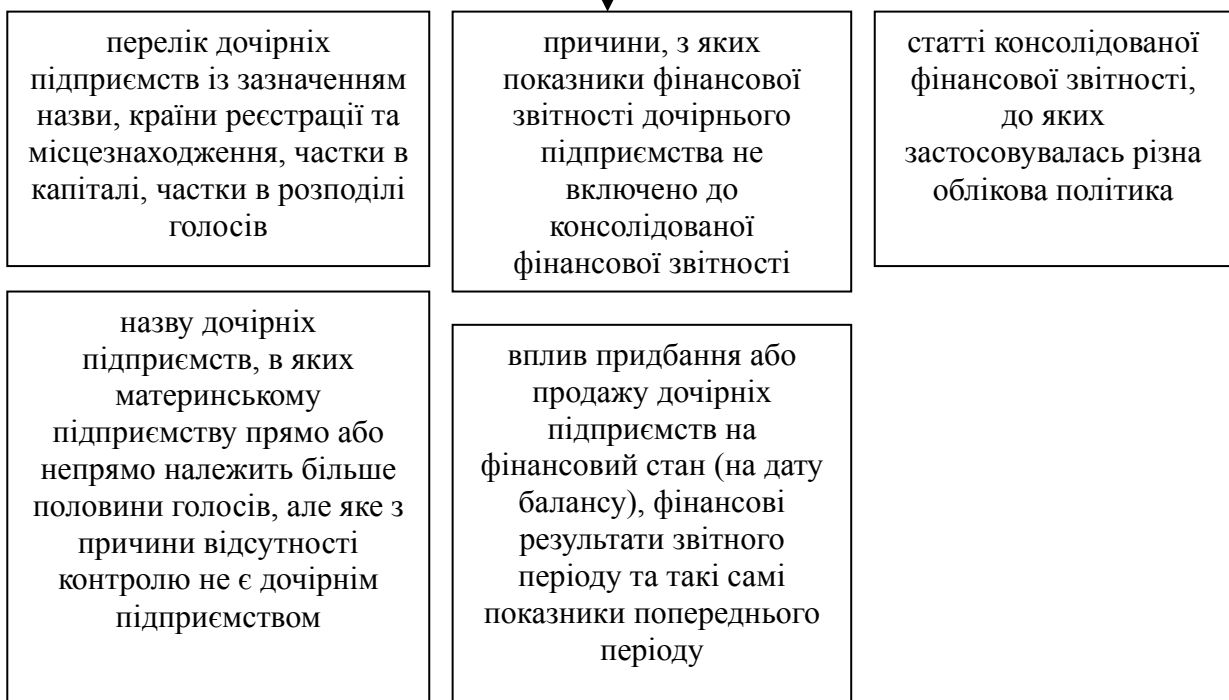 перелік дочірніх
підприємств із зазначенням
назви, країни реєстрації та
місцезнаходження, частки в
капіталі, частки в розподілі
голосів
причини, з яких
показники фінансової
звітності дочірнього
підприємства не
включено до
консолідованої
фінансової звітності
статті консолідованої
фінансової звітності,
до яких
застосовувалась різна
облікова політика
назву дочірніх
підприємств, в яких
материнському
підприємству прямо або
непрямо належить більше
половини голосів, але яке з
причини відсутності
контролю не є дочірнім
підприємством
вплив придбання або
продажу дочірніх
підприємств на
фінансовий стан (на дату
балансу), фінансові
результати звітного
періоду та такі самі
показники попереднього
періоду